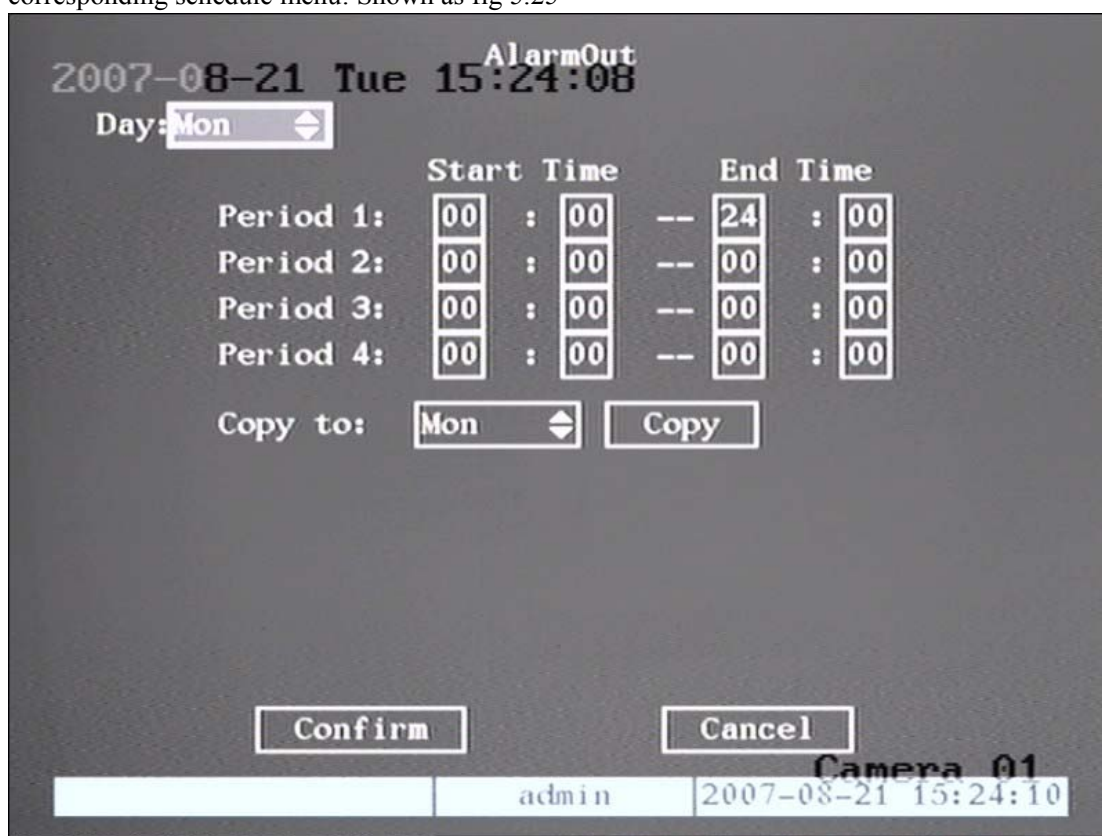 corresponding schedule menu. Shown as fig 5.25
AlarmOut
2007-08-21 Tue 15:24:08
Day: Mon
Start Time End Time
Period 1: 00 : 00 -- 24 : 00
Period 2: 00 : 00 -- 00 : 00
Period 3: 00 : 00 -- 00 : 00
Period 4: 00 : 00 -- 00 : 00
Copy to: Mon Copy
Confirm Cancel
Camera 01
admin 2007-08-21 15:24:10